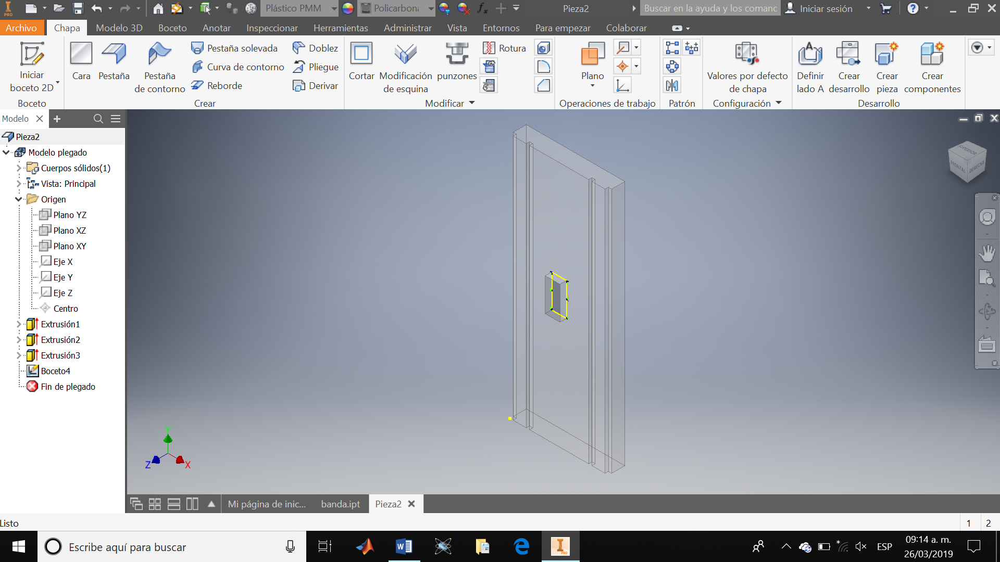 PRO
Plástico PMM
Policarbona
fx
Pieza2
Buscar en la ayuda y los comanc
Iniciar sesión
Archivo
Chapa
Modelo 3D
Boceto
Anotar
Inspeccionar
Herramientas
Administrar
Vista
Entornos
Para empezar
Colaborar
Iniciar
boceto 2D
Boceto
Cara
Pestaña
Pestaña
de contorno
Pestaña solevada
Curva de contorno
Reborde
Doblez
Pliegue
Derivar
Crear
Cortar
Modificación
de esquina
punzones
Rotura
Modificar
Plano
Operaciones de trabajo
Patrón
Valores por defecto
de chapa
Configuración
Definir
lado A
Crear
desarrollo
Crear
pieza
Crear
componentes
Desarrollo
Modelo
Pieza2
Modelo plegado
Cuerpos sólidos(1)
Vista: Principal
Origen
Plano YZ
Plano XZ
Plano XY
Eje X
Eje Y
Eje Z
Centro
Extrusión1
Extrusión2
Extrusión3
Boceto4
Fin de plegado
SUPERIOR
FRONTAL
DERECHA
Y
Z
X
Mi página de inic...
banda.ipt
Pieza2
Listo
1
2
Escribe aquí para buscar
ESP
09:14 a. m.
26/03/2019